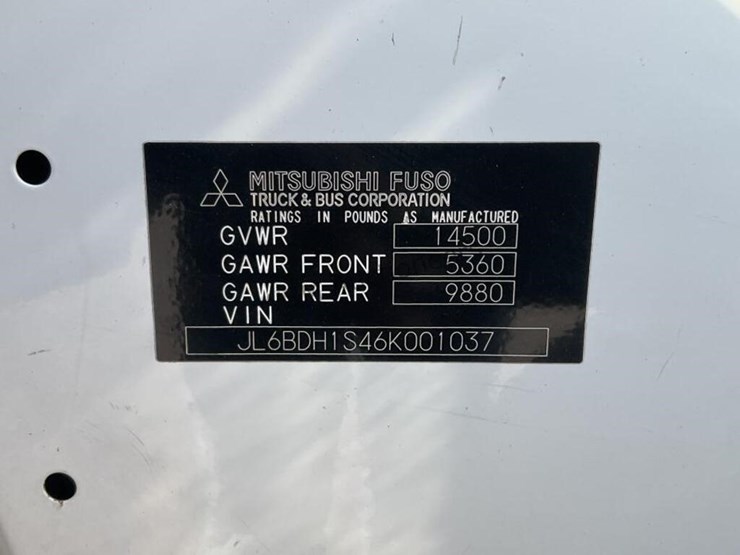 MITSUBISHI FUSO
TRUCK & BUS CORPORATION
RATINGS IN POUNDS AS MANUFACTURED
GVWR 14500
GAWR FRONT 5360
GAWR REAR 9880
VIN
JL6BDH1S46K001037